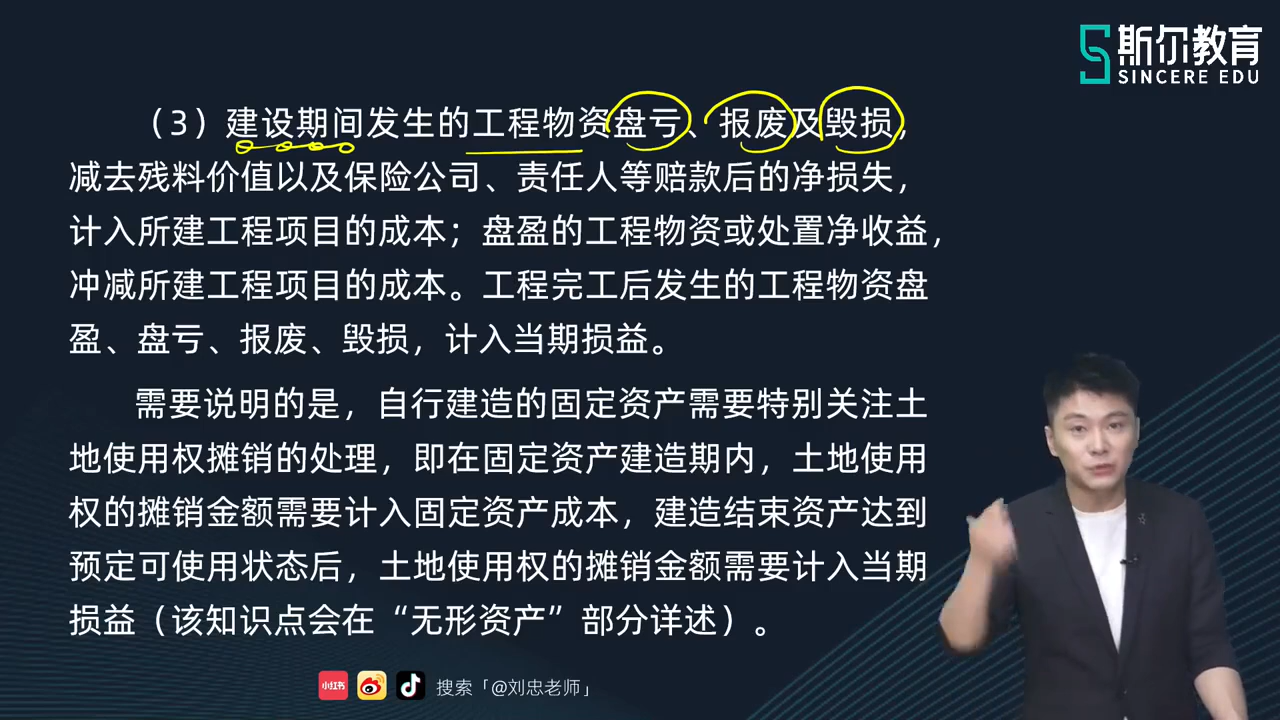 斯尔教育
SINCERE EDU
（3）建设期间发生的工程物资盘亏、报废及毁损，
减去残料价值以及保险公司、责任人等赔款后的净损失，
计入所建工程项目的成本；盘盈的工程物资或处置净收益，
冲减所建工程项目的成本。工程完工后发生的工程物资盘
盈、盘亏、报废、毁损，计入当期损益。
需要说明的是，自行建造的固定资产需要特别关注土
地使用权摊销的处理，即在固定资产建造期内，土地使用
权的摊销金额需要计入固定资产成本，建造结束资产达到
预定可使用状态后，土地使用权的摊销金额需要计入当期
损益（该知识点会在“无形资产”部分详述）。
小红书 搜索「@刘忠老师」